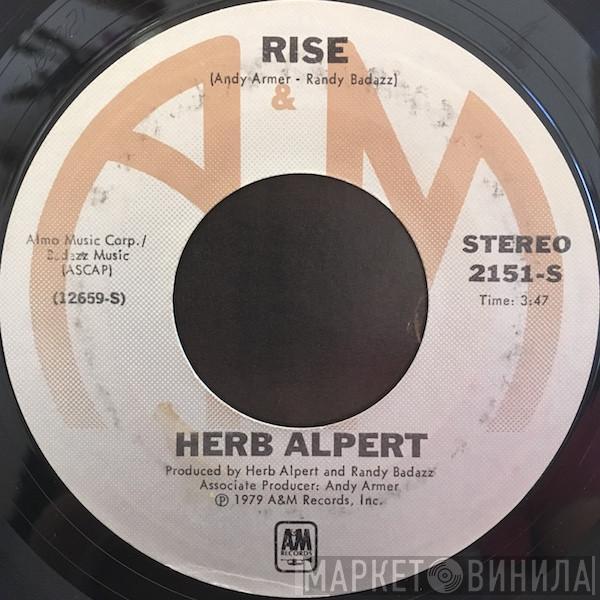 RISE
(Andy Armer - Randy Badazz)
&
Almo Music Corp./
Badazz Music
(ASCAP)
(12659-S)
STEREO
2151-S
Time: 3:47
HERB ALPERT
Produced by Herb Alpert and Randy Badazz
Associate Producer: Andy Armer
℗ 1979 A&M Records, Inc.
A&M
RECORDS
МАРКЕТ ВИНИЛА